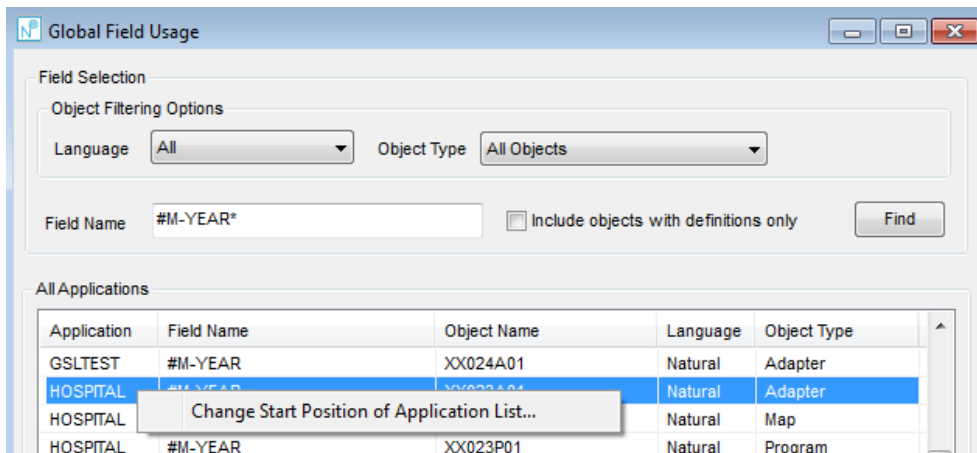 Global Field Usage
Field Selection
Object Filtering Options
Language All Object Type All Objects
Field Name #M-YEAR* Include objects with definitions only Find
All Applications
Application Field Name Object Name Language Object Type
GSLTEST #M-YEAR XX024A01 Natural Adapter
HOSPITAL #M-YEAR XX023A01 Natural Adapter
Change Start Position of Application List...
HOSPITAL Natural Map
HOSPITAL #M-YEAR XX023P01 Natural Program